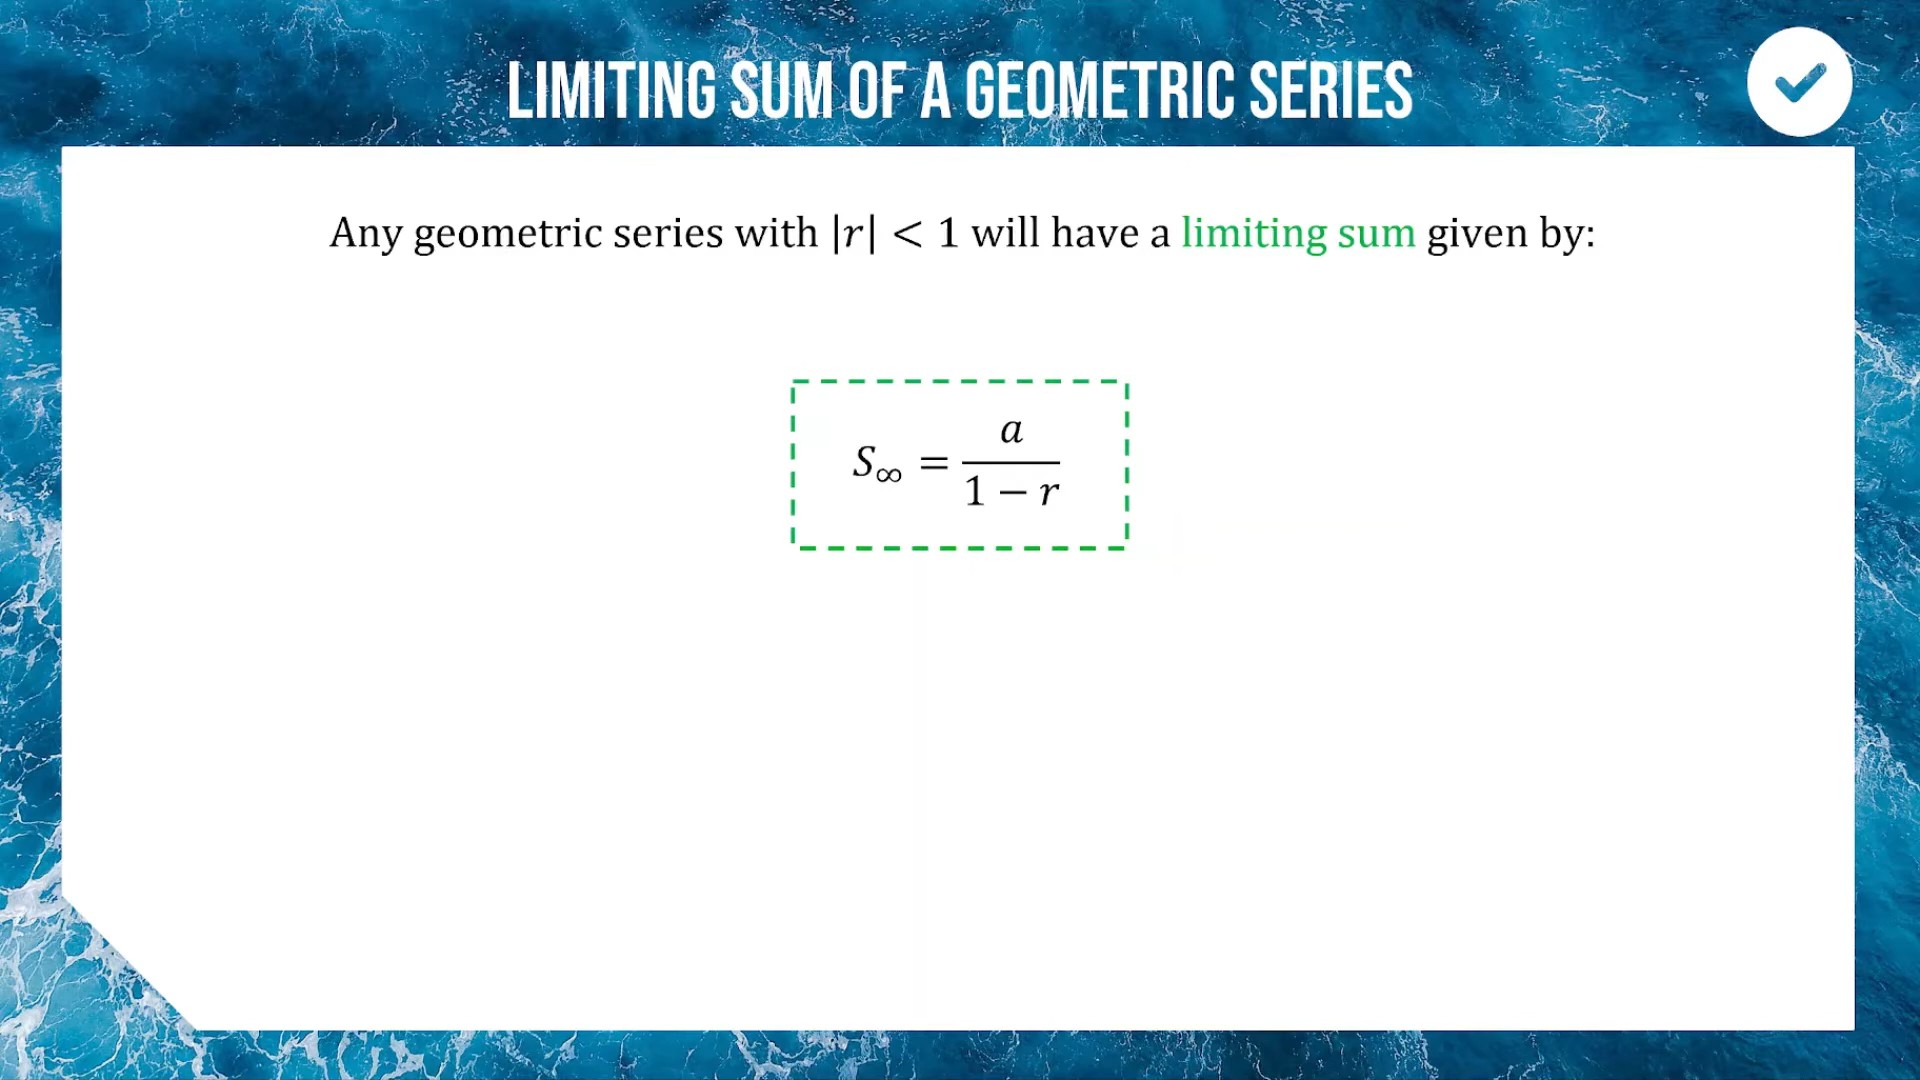 LIMITING SUM OF A GEOMETRIC SERIES
Any geometric series with |r| < 1 will have a limiting sum given by:
S∞ = a / (1 − r)